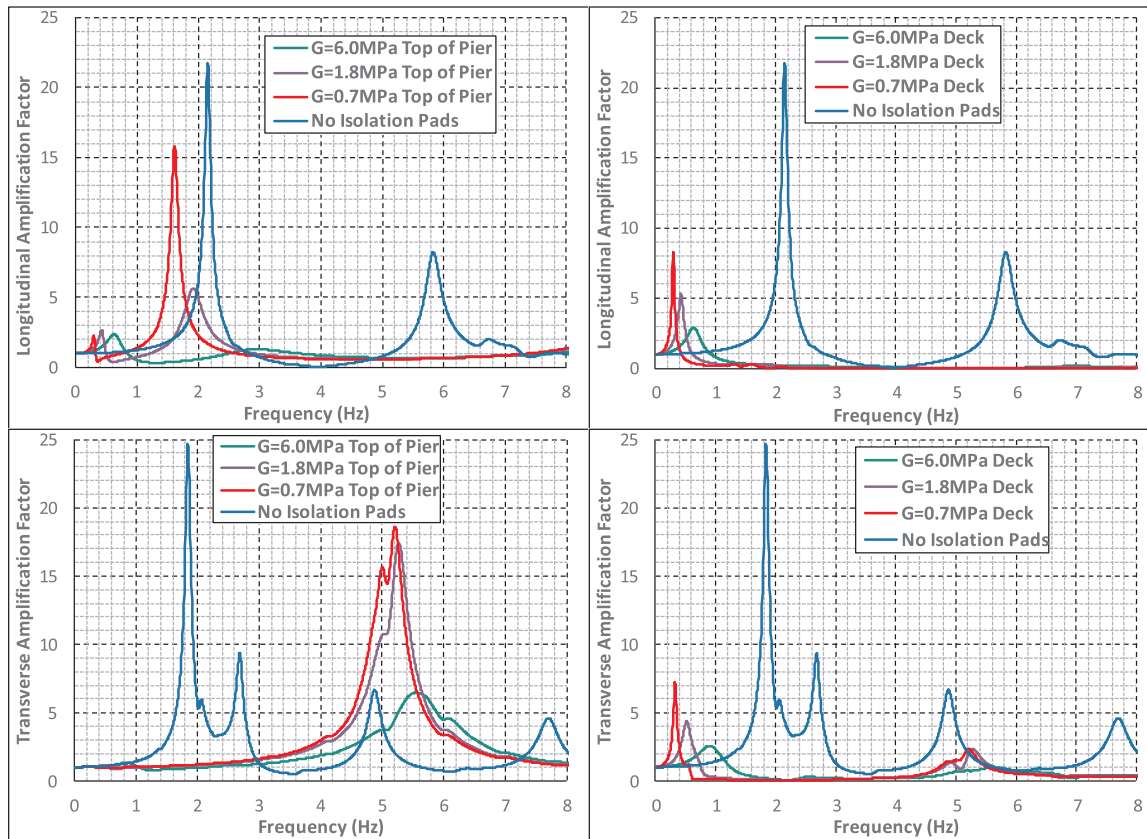 25
20
15
10
5
0
Longitudinal Amplification Factor
G=6.0MPa Top of Pier
G=1.8MPa Top of Pier
G=0.7MPa Top of Pier
No Isolation Pads
0 1 2 3 4 5 6 7 8
Frequency (Hz)
25
20
15
10
5
0
Longitudinal Amplification Factor
G=6.0MPa Deck
G=1.8MPa Deck
G=0.7MPa Deck
No Isolation Pads
0 1 2 3 4 5 6 7 8
Frequency (Hz)
25
20
15
10
5
0
Transverse Amplification Factor
G=6.0MPa Top of Pier
G=1.8MPa Top of Pier
G=0.7MPa Top of Pier
No Isolation Pads
0 1 2 3 4 5 6 7 8
Frequency (Hz)
25
20
15
10
5
0
Transverse Amplification Factor
G=6.0MPa Deck
G=1.8MPa Deck
G=0.7MPa Deck
No Isolation Pads
0 1 2 3 4 5 6 7 8
Frequency (Hz)